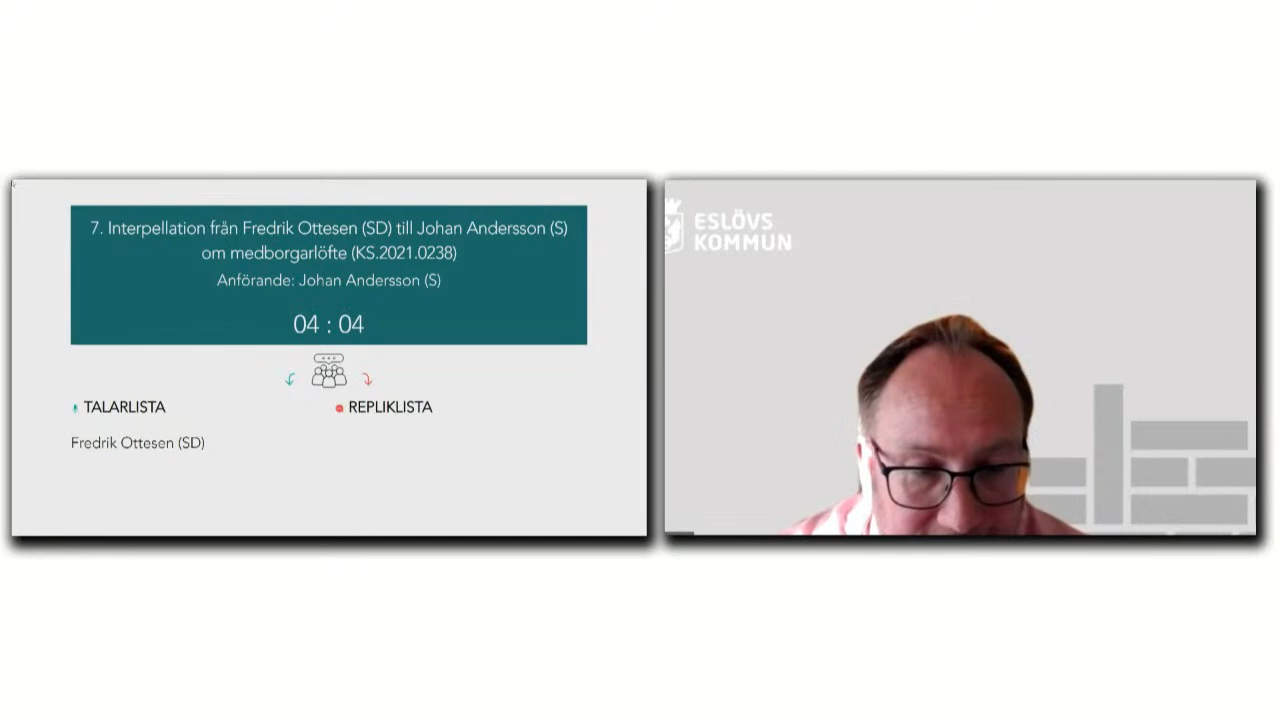 7. Interpellation från Fredrik Ottesen (SD) till Johan Andersson (S)
om medborgarlöfte (KS.2021.0238)
Anförande: Johan Andersson (S)
04 : 04
TALARLISTA
REPLIKLISTA
Fredrik Ottesen (SD)
ESLÖVS
KOMMUN